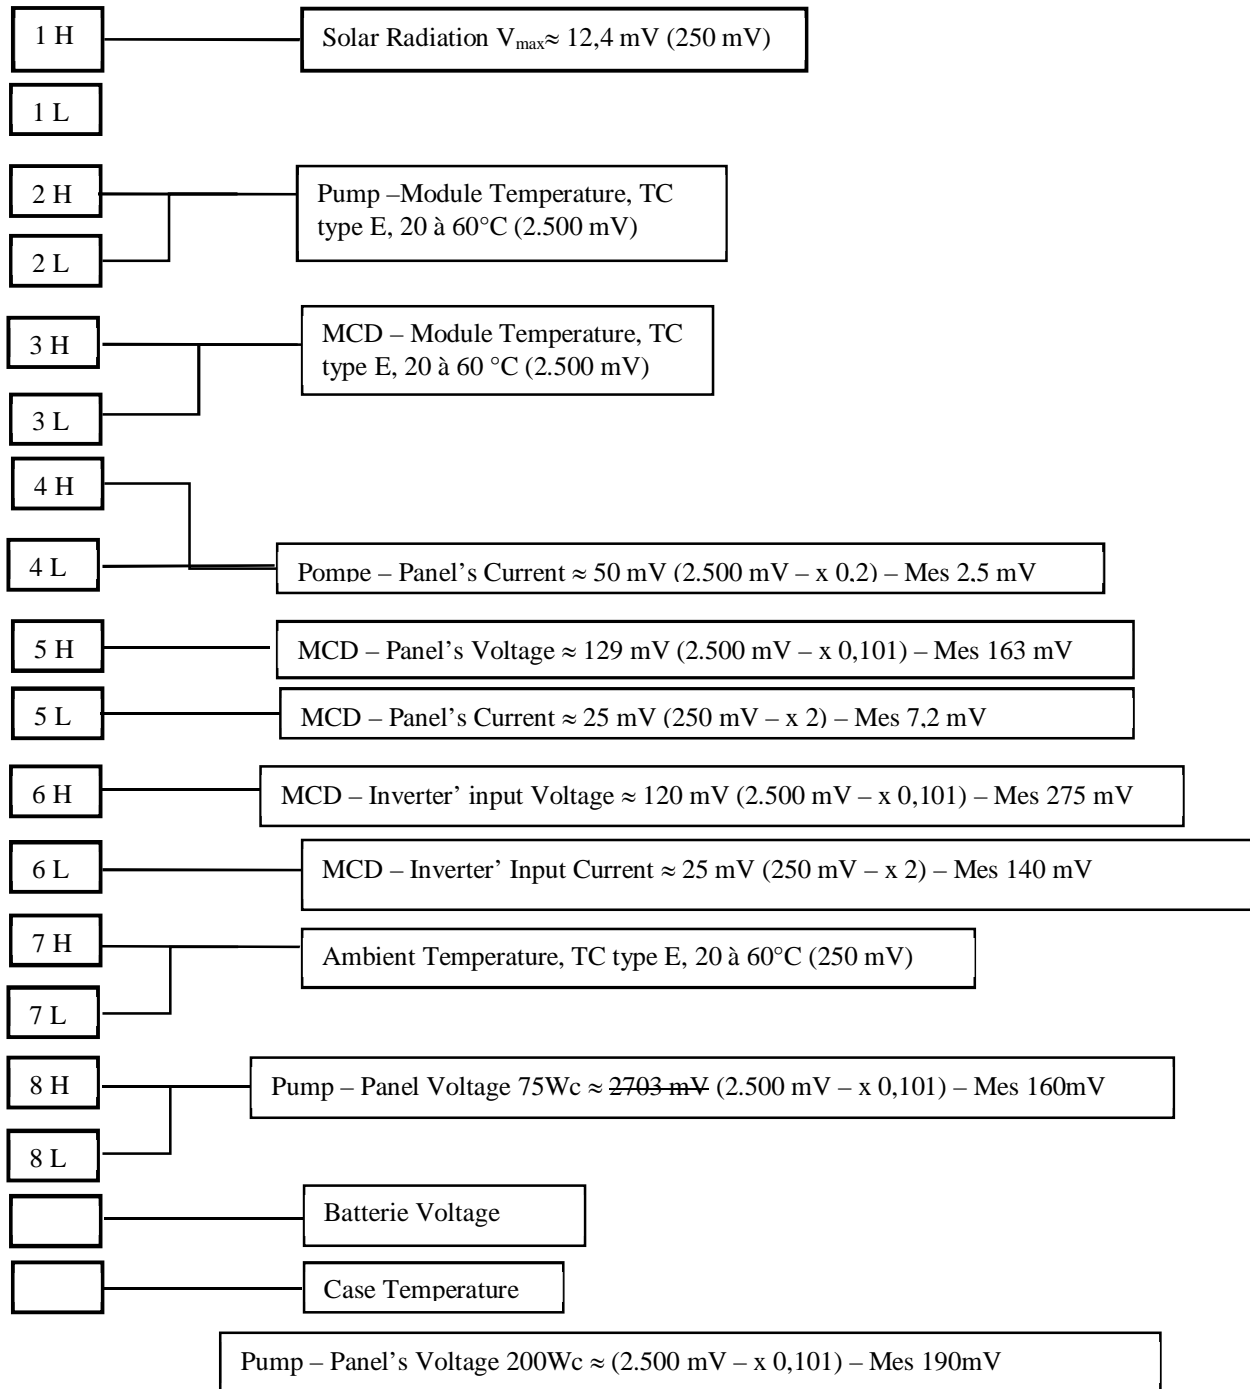 1 H
Solar Radiation Vmax≈ 12,4 mV (250 mV)
1 L
2 H
Pump –Module Temperature, TC
type E, 20 à 60°C (2.500 mV)
2 L
3 H
MCD – Module Temperature, TC
type E, 20 à 60 °C (2.500 mV)
3 L
4 H
4 L
Pompe – Panel’s Current ≈ 50 mV (2.500 mV – x 0,2) – Mes 2,5 mV
5 H
MCD – Panel’s Voltage ≈ 129 mV (2.500 mV – x 0,101) – Mes 163 mV
5 L
MCD – Panel’s Current ≈ 25 mV (250 mV – x 2) – Mes 7,2 mV
6 H
MCD – Inverter’ input Voltage ≈ 120 mV (2.500 mV – x 0,101) – Mes 275 mV
6 L
MCD – Inverter’ Input Current ≈ 25 mV (250 mV – x 2) – Mes 140 mV
7 H
Ambient Temperature, TC type E, 20 à 60°C (250 mV)
7 L
8 H
Pump – Panel Voltage 75Wc ≈ 2703 mV (2.500 mV – x 0,101) – Mes 160mV
8 L
Batterie Voltage
Case Temperature
Pump – Panel’s Voltage 200Wc ≈ (2.500 mV – x 0,101) – Mes 190mV